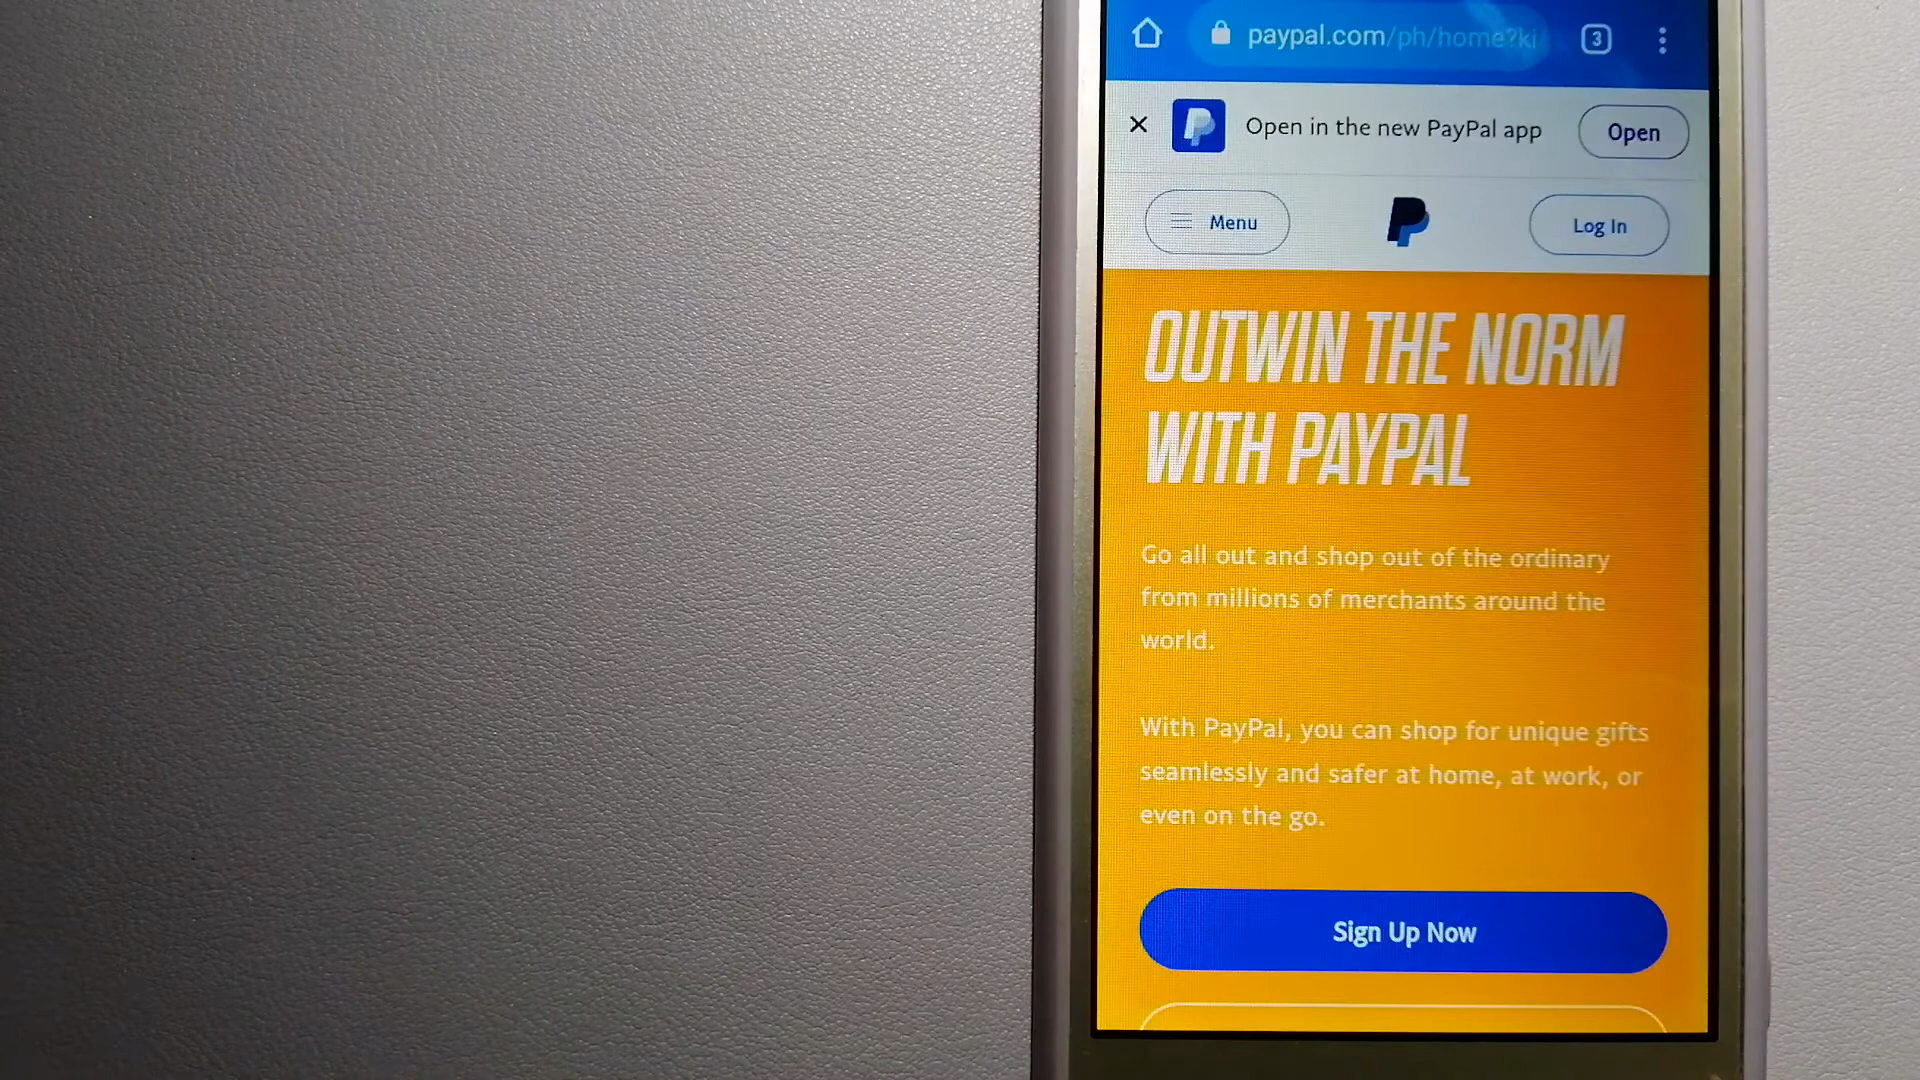 paypal.com/ph/home?ki
3
Open in the new PayPal app
Open
Menu
Log In
OUTWIN THE NORM
WITH PAYPAL
Go all out and shop out of the ordinary
from millions of merchants around the
world.
With PayPal, you can shop for unique gifts
seamlessly and safer at home, at work, or
even on the go.
Sign Up Now